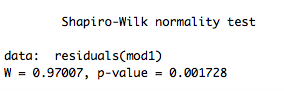 Shapiro-Wilk normality test
data:  residuals(mod1)
W = 0.97007, p-value = 0.001728